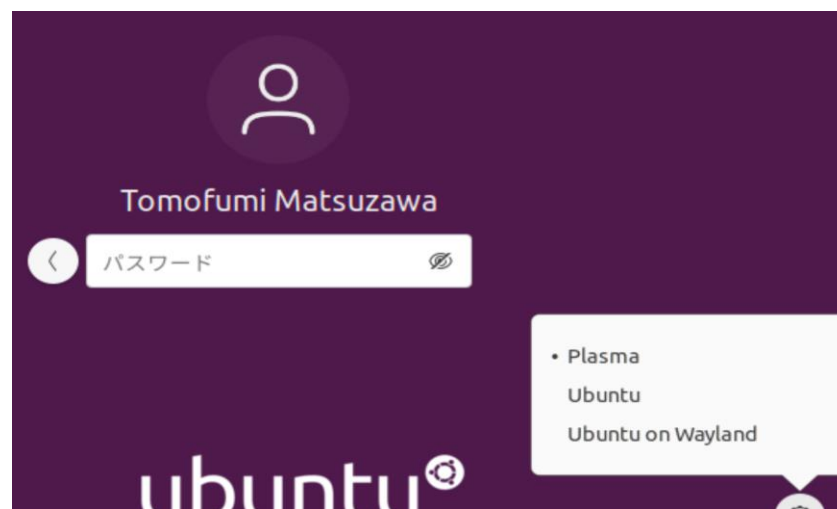 Tomofumi Matsuzawa
パスワード
• Plasma
Ubuntu
Ubuntu on Wayland
ubuntu